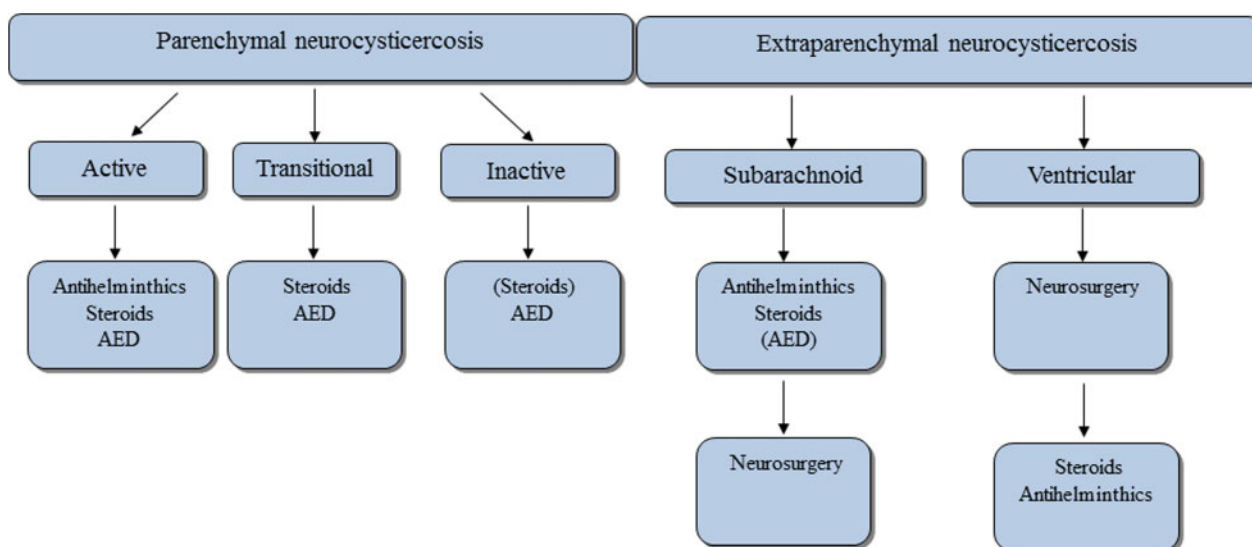 Parenchymal neurocysticercosis
Extraparenchymal neurocysticercosis
Active
Transitional
Inactive
Subarachnoid
Ventricular
Antihelminthics
Steroids
AED
Steroids
AED
(Steroids)
AED
Antihelminthics
Steroids
(AED)
Neurosurgery
Neurosurgery
Steroids
Antihelminthics